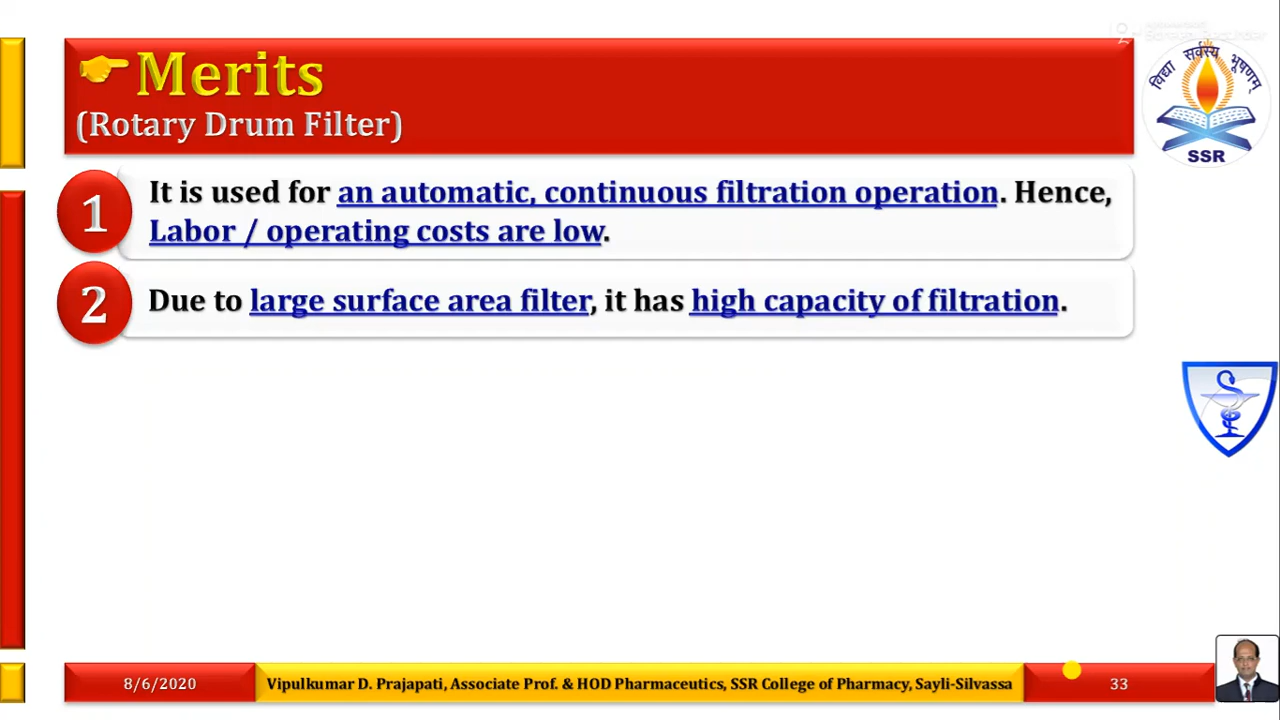 Merits
(Rotary Drum Filter)
विद्या सर्वस्य भूषणम्
SSR
1
It is used for an automatic, continuous filtration operation. Hence,
Labor / operating costs are low.
2
Due to large surface area filter, it has high capacity of filtration.
8/6/2020
Vipulkumar D. Prajapati, Associate Prof. & HOD Pharmaceutics, SSR College of Pharmacy, Sayli-Silvassa
33